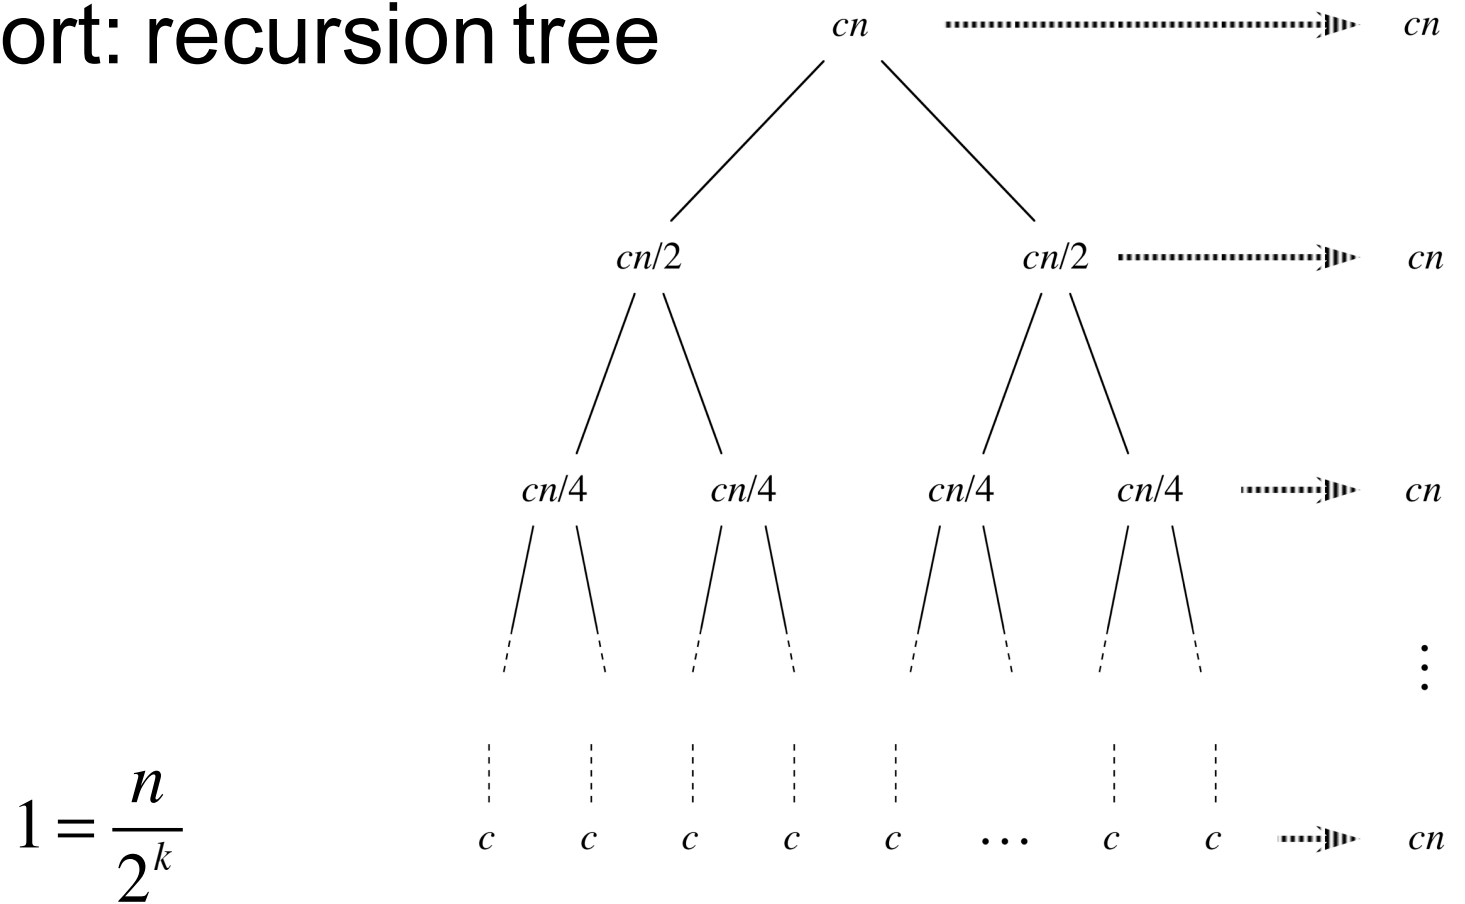 ort: recursion tree
cn cn
cn/2 cn/2 cn
cn/4 cn/4 cn/4 cn/4 cn
⋮
c c c c c ... c c cn
1 = n/2^k